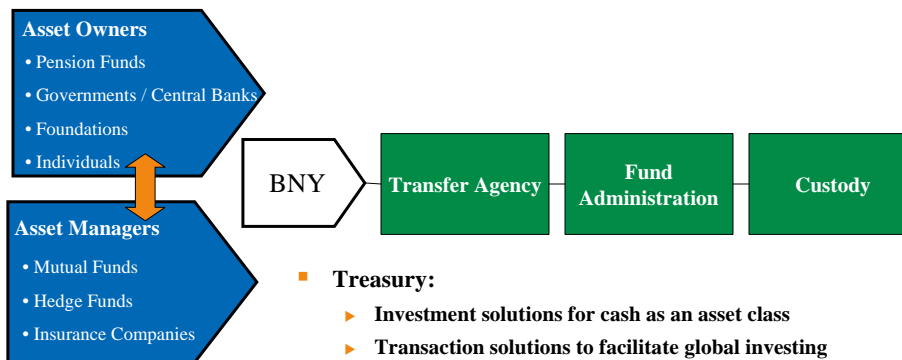 Asset Owners
• Pension Funds
• Governments / Central Banks
• Foundations
• Individuals
Asset Managers
• Mutual Funds
• Hedge Funds
• Insurance Companies
BNY
Transfer Agency
Fund
Administration
Custody
Treasury:
Investment solutions for cash as an asset class
Transaction solutions to facilitate global investing